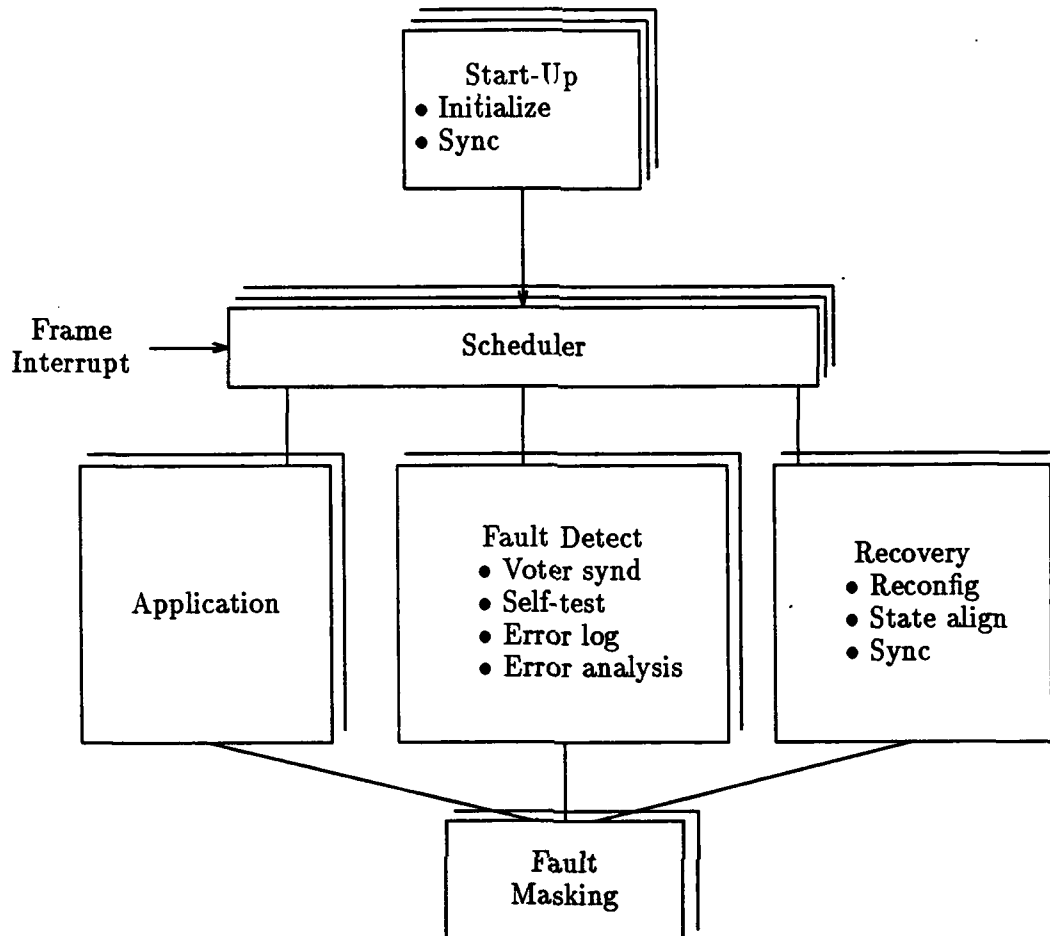 Start-Up
• Initialize
• Sync
Frame
Interrupt
Scheduler
Application
Fault Detect
• Voter synd
• Self-test
• Error log
• Error analysis
Recovery
• Reconfig
• State align
• Sync
Fault
Masking